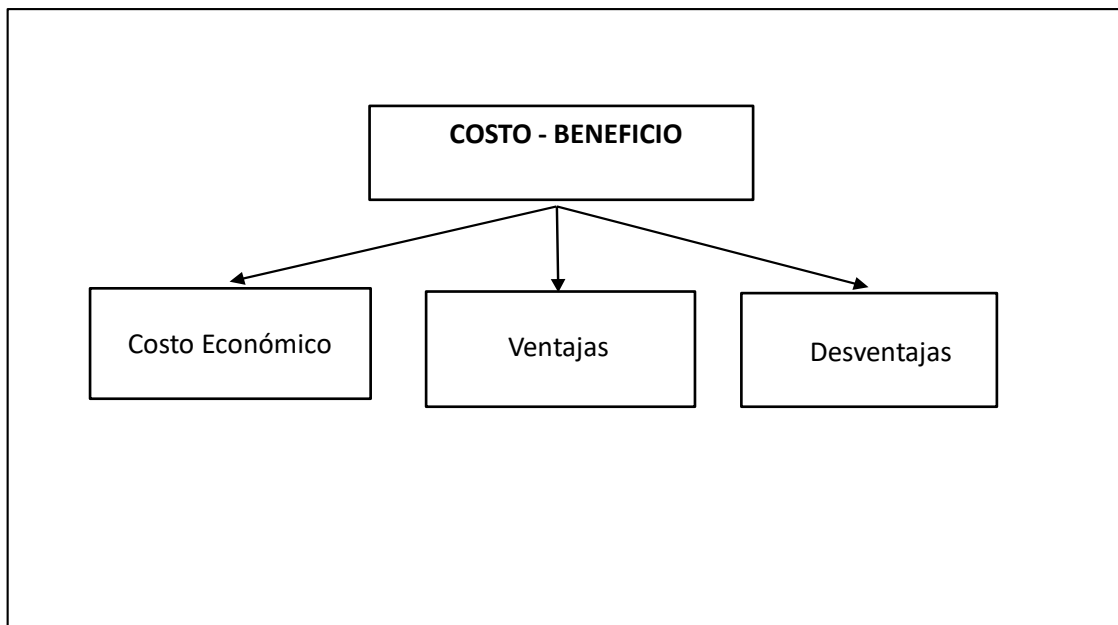 COSTO - BENEFICIO
Costo Económico
Ventajas
Desventajas